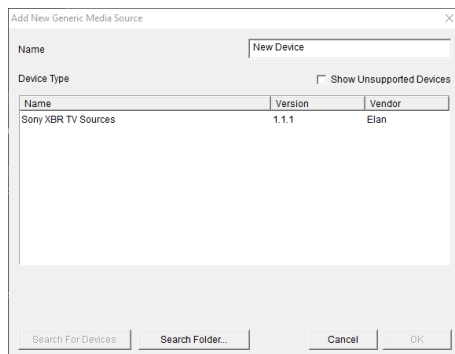 Add New Generic Media Source
Name New Device
Device Type Show Unsupported Devices
Name Version Vendor
Sony XBR TV Sources 1.1.1 Elan
Search For Devices Search Folder... Cancel OK